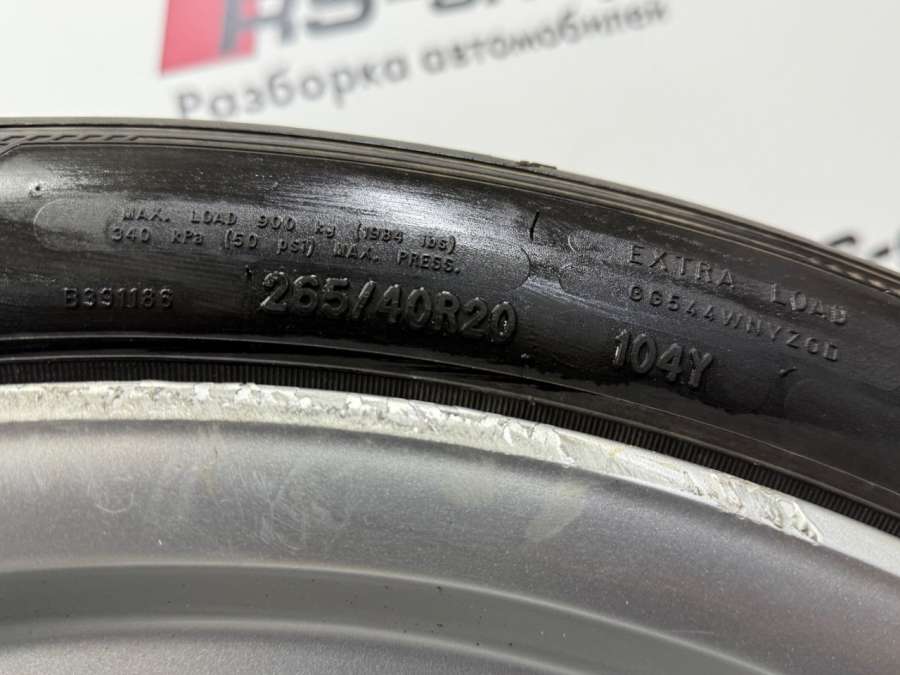 Разборка автомобилей
MAX. LOAD 900 kg (1984 lbs)
340 kPa (50 psi) MAX. PRESS.
EXTRA LOAD
B391186
265/40R20
104Y